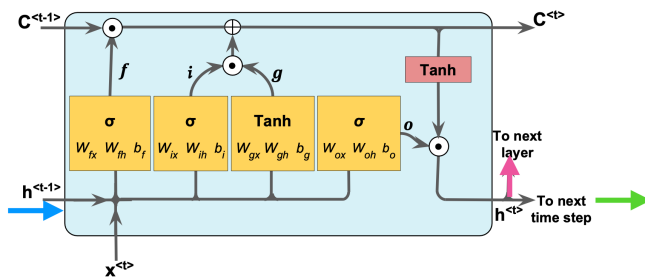 C<t-1>
C<t>
f
i
g
Tanh
σ
W_fx W_fh b_f
σ
W_ix W_ih b_i
Tanh
W_gx W_gh b_g
σ
W_ox W_oh b_o
o
To next
layer
h<t-1>
h<t>
To next
time step
x<t>